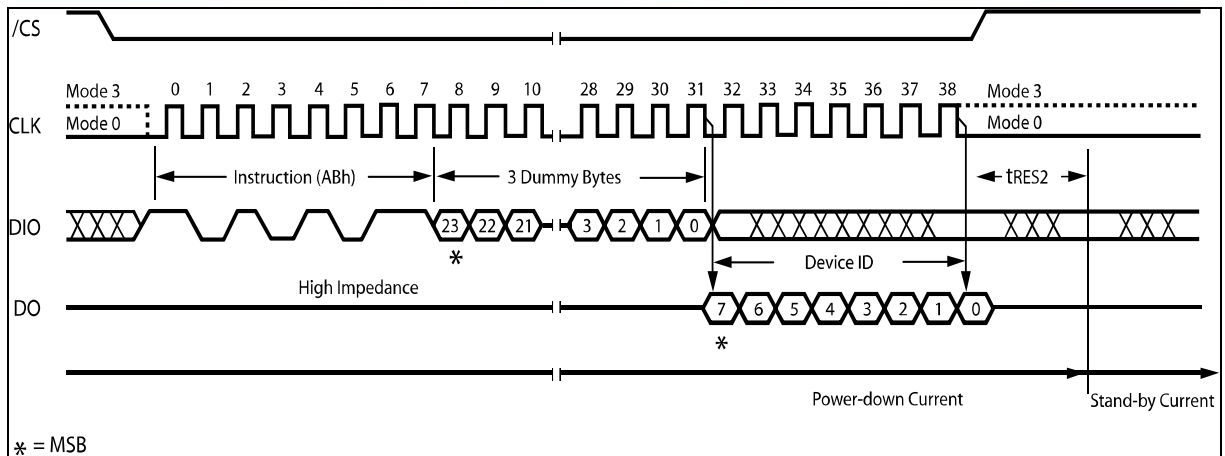 /CS
Mode 3 0 1 2 3 4 5 6 7 8 9 10 28 29 30 31 32 33 34 35 36 37 38 Mode 3
CLK Mode 0 Mode 0
Instruction (ABh) 3 Dummy Bytes tRES2
DIO 23 22 21 3 2 1 0
* Device ID
High Impedance
DO 7 6 5 4 3 2 1 0
*
Power-down Current Stand-by Current
* = MSB